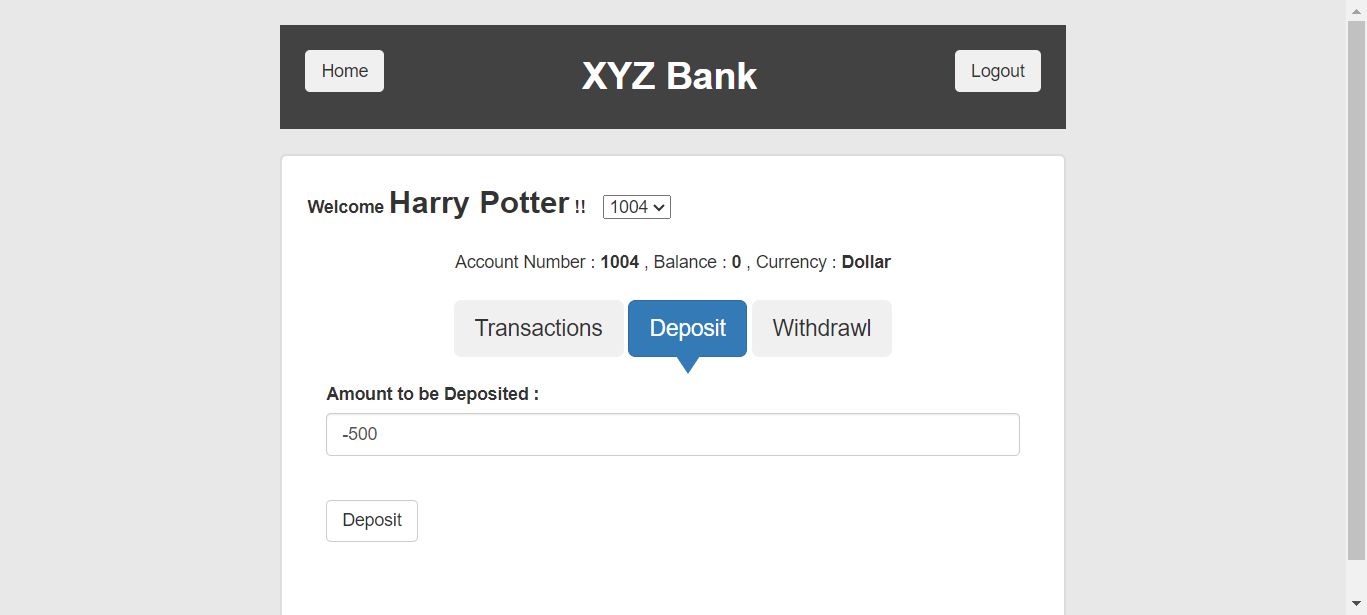 Home XYZ Bank Logout
Welcome Harry Potter !! 1004
Account Number : 1004 , Balance : 0 , Currency : Dollar
Transactions Deposit Withdrawl
Amount to be Deposited :
-500
Deposit